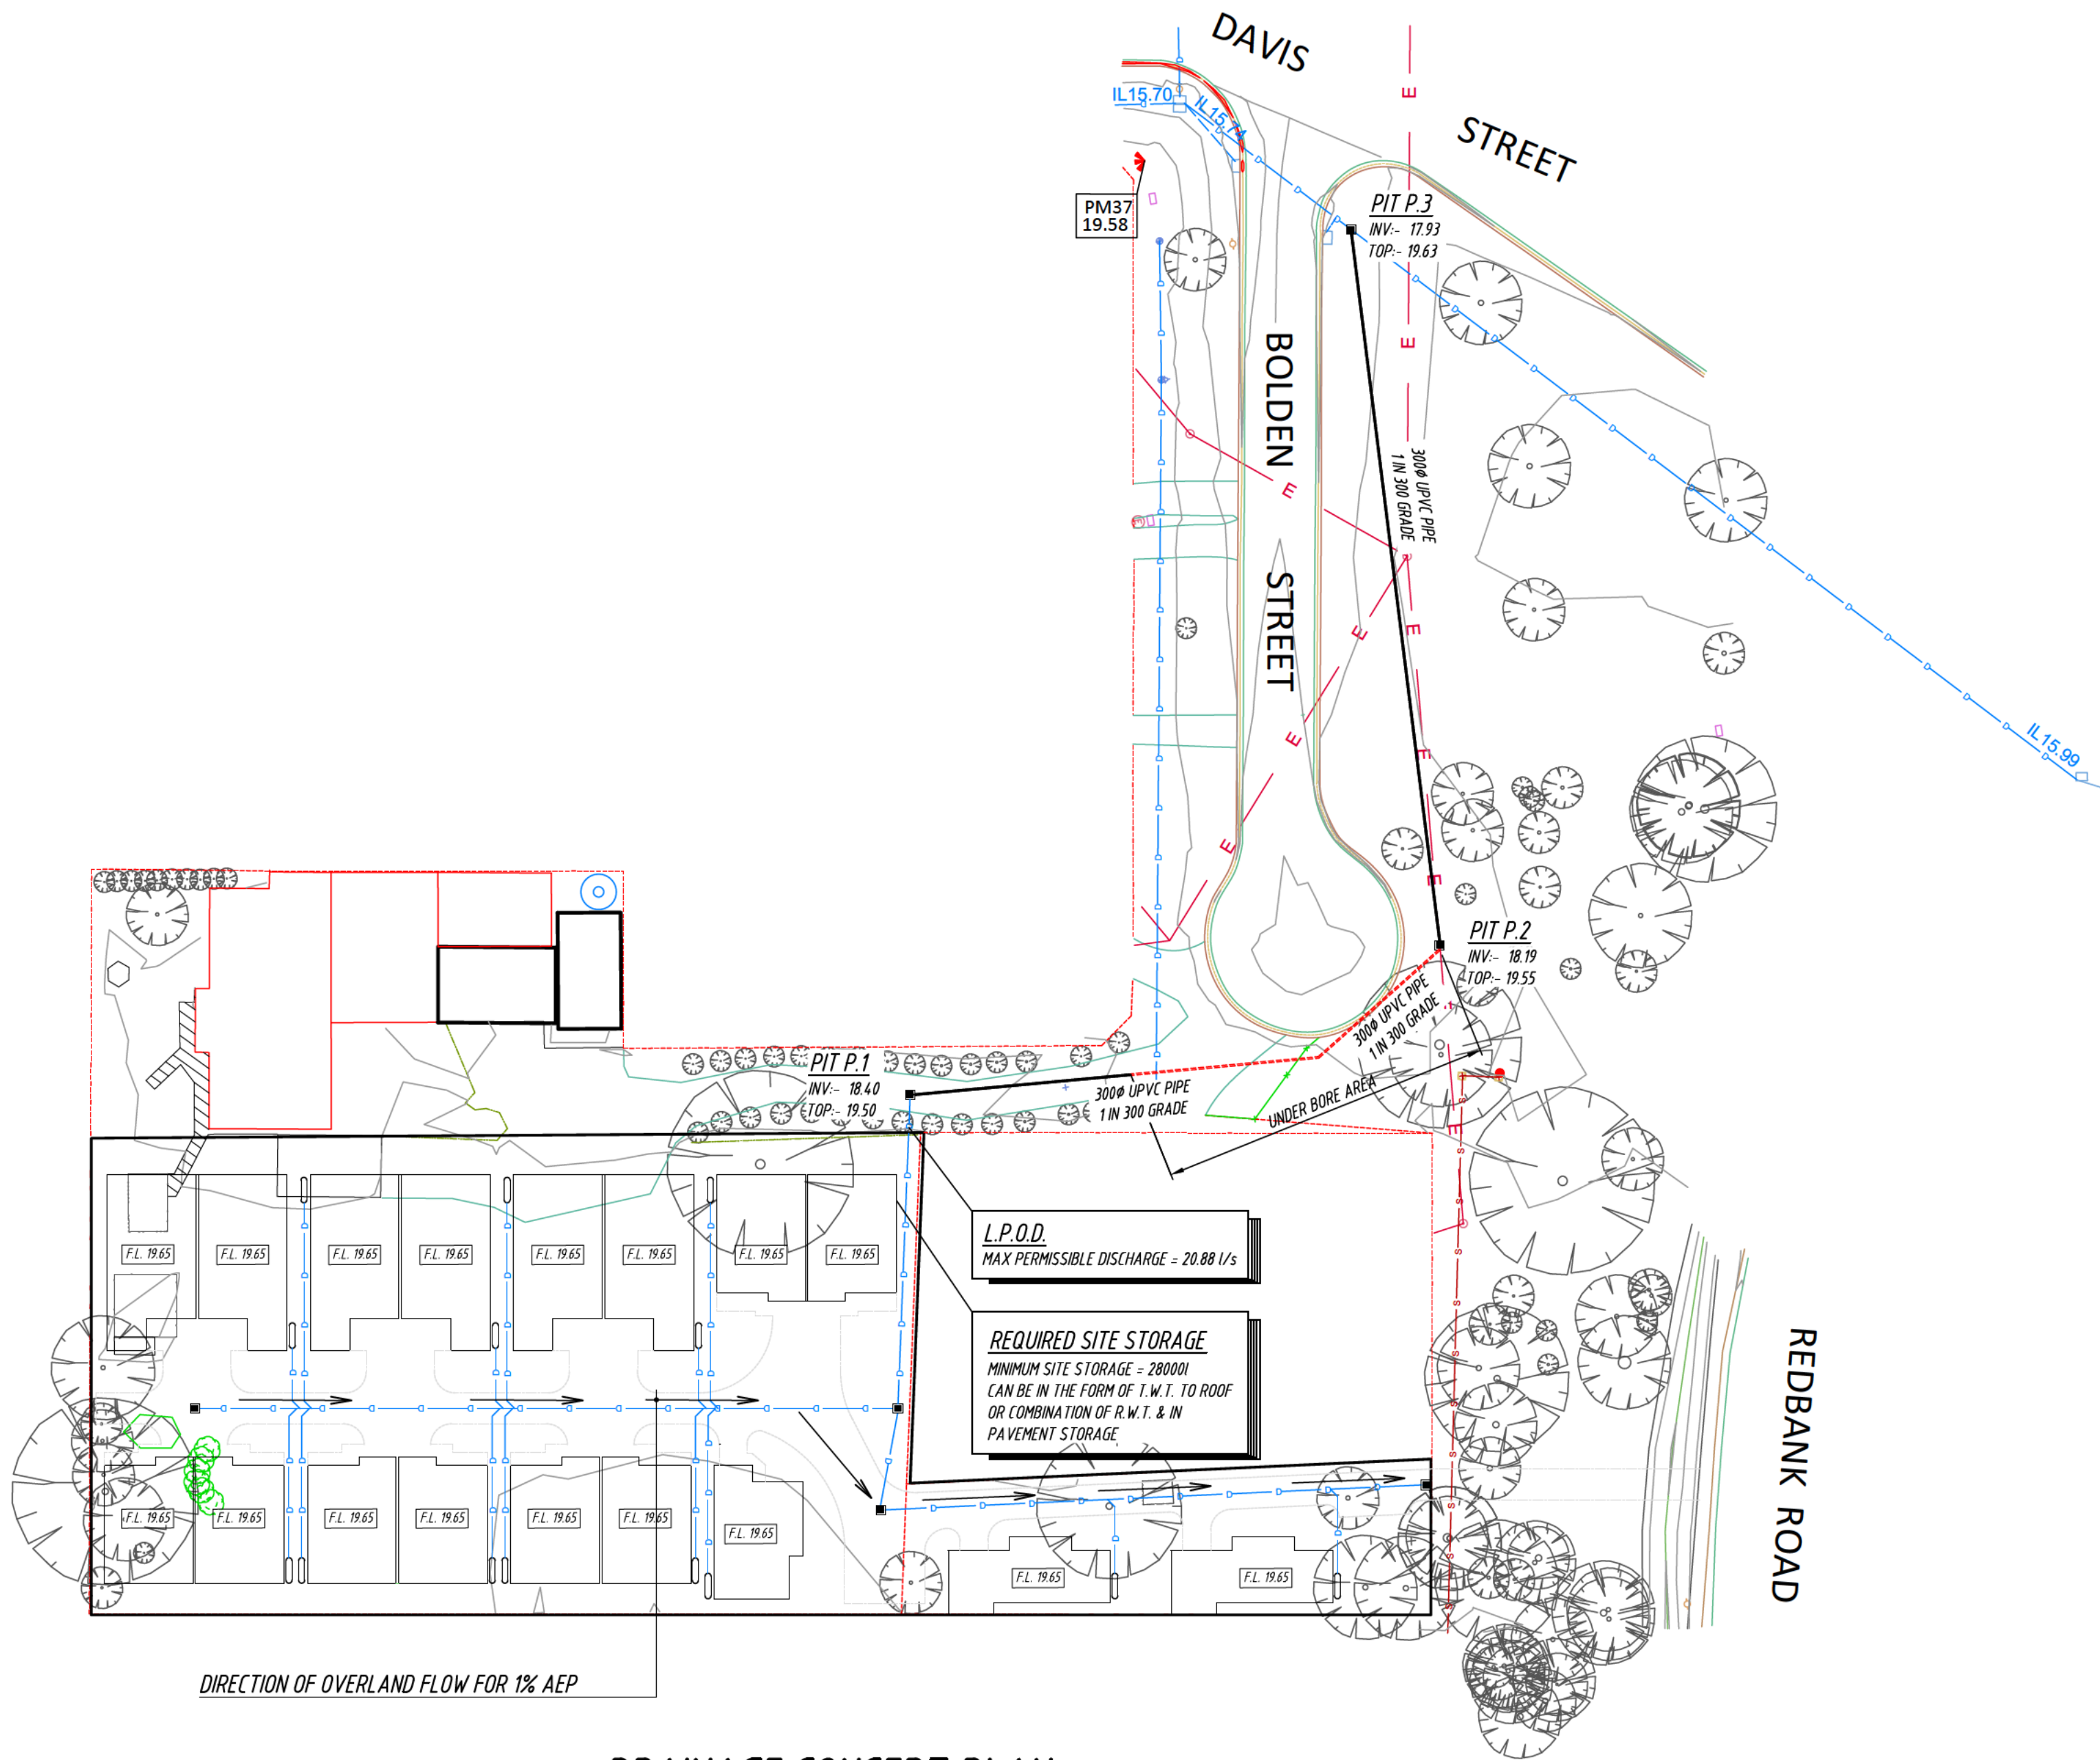 DAVIS
STREET
IL15.70
IL15.74
E
PM37
19.58
PIT P.3
INV:- 17.93
TOP:- 19.63
E
BOLDEN
STREET
E
300ø UPVC PIPE
1 IN 300 GRADE
E
E
E
E
E
E
IL15.99
PIT P.2
INV:- 18.19
TOP:- 19.55
300ø UPVC PIPE
1 IN 300 GRADE
PIT P.1
INV:- 18.40
TOP:- 19.50
300ø UPVC PIPE
1 IN 300 GRADE
UNDER BORE AREA
E
L.P.O.D.
MAX PERMISSIBLE DISCHARGE = 20.88 l/s
F.L. 19.65
F.L. 19.65
F.L. 19.65
F.L. 19.65
F.L. 19.65
F.L. 19.65
F.L. 19.65
F.L. 19.65
REQUIRED SITE STORAGE
MINIMUM SITE STORAGE = 28000l
CAN BE IN THE FORM OF T.W.T. TO ROOF
OR COMBINATION OF R.W.T. & IN
PAVEMENT STORAGE
REDBANK ROAD
F.L. 19.65
F.L. 19.65
F.L. 19.65
F.L. 19.65
F.L. 19.65
F.L. 19.65
F.L. 19.65
F.L. 19.65
F.L. 19.65
DIRECTION OF OVERLAND FLOW FOR 1% AEP
DRAINAGE CONCEPT PLAN